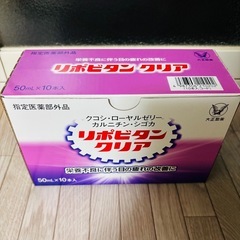 指定医薬部外品
栄養不良に伴う目の疲れの改善に
リポビタン クリア
50mL×10本入
大正製薬
指定医薬部外品
クコシ・ローヤルゼリー
カルニチン・シゴカ
リポビタン
クリア
栄養不良に伴う目の疲れの改善に
50mL×10本入
大正製薬